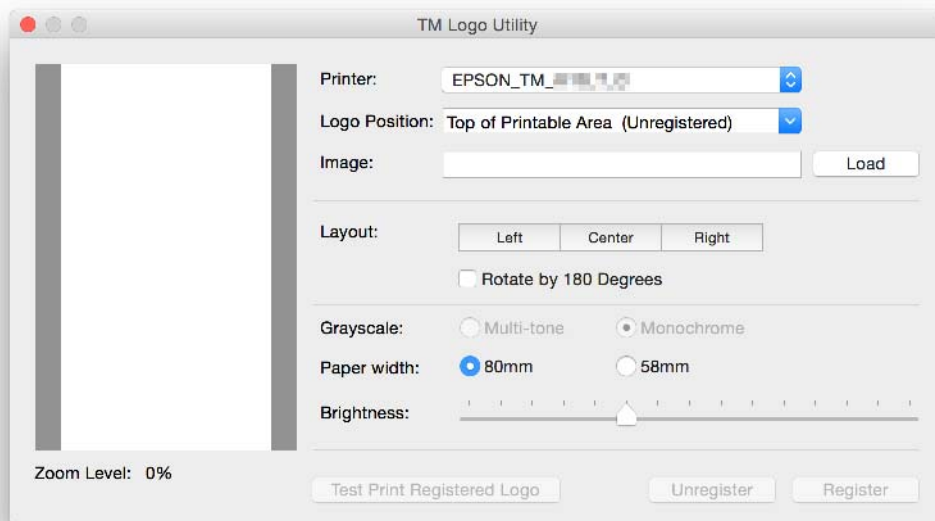 TM Logo Utility
Printer: EPSON_TM_
Logo Position: Top of Printable Area (Unregistered)
Image: Load
Layout: Left Center Right
Rotate by 180 Degrees
Grayscale: Multi-tone Monochrome
Paper width: 80mm 58mm
Brightness:
Zoom Level: 0%
Test Print Registered Logo Unregister Register